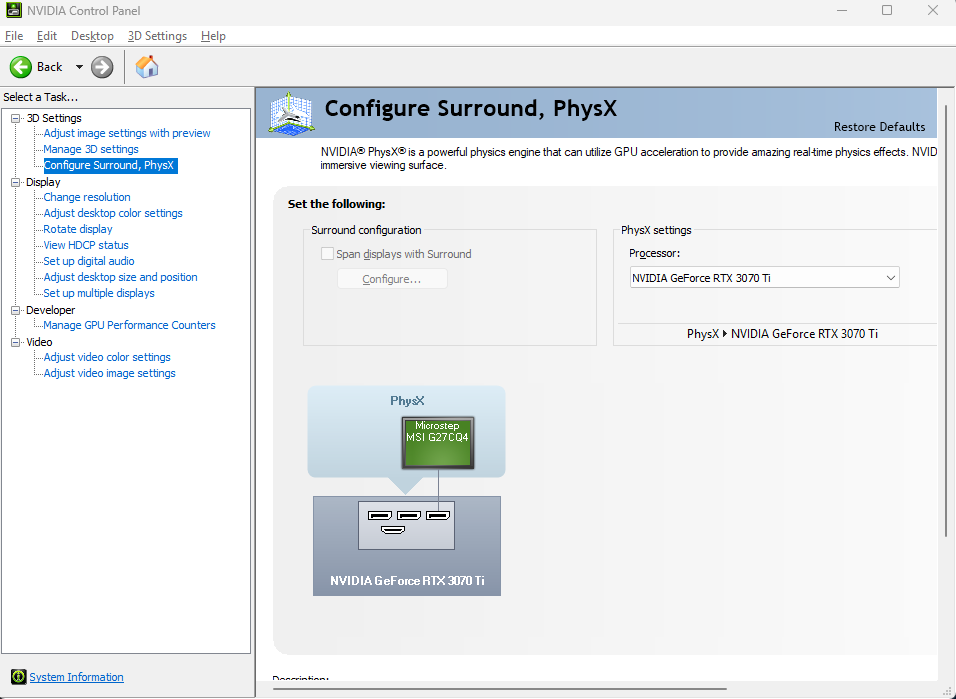 NVIDIA Control Panel
File Edit Desktop 3D Settings Help
Back
Select a Task...
3D Settings
Adjust image settings with preview
Manage 3D settings
Configure Surround, PhysX
Display
Change resolution
Adjust desktop color settings
Rotate display
View HDCP status
Set up digital audio
Adjust desktop size and position
Set up multiple displays
Developer
Manage GPU Performance Counters
Video
Adjust video color settings
Adjust video image settings
System Information
Configure Surround, PhysX
Restore Defaults
NVIDIA® PhysX® is a powerful physics engine that can utilize GPU acceleration to provide amazing real-time physics effects. NVID
immersive viewing surface.
Set the following:
Surround configuration
Span displays with Surround
Configure...
PhysX settings
Processor:
NVIDIA GeForce RTX 3070 Ti
PhysX NVIDIA GeForce RTX 3070 Ti
PhysX
Microstep
MSI G27CQ4
NVIDIA GeForce RTX 3070 Ti
Description: